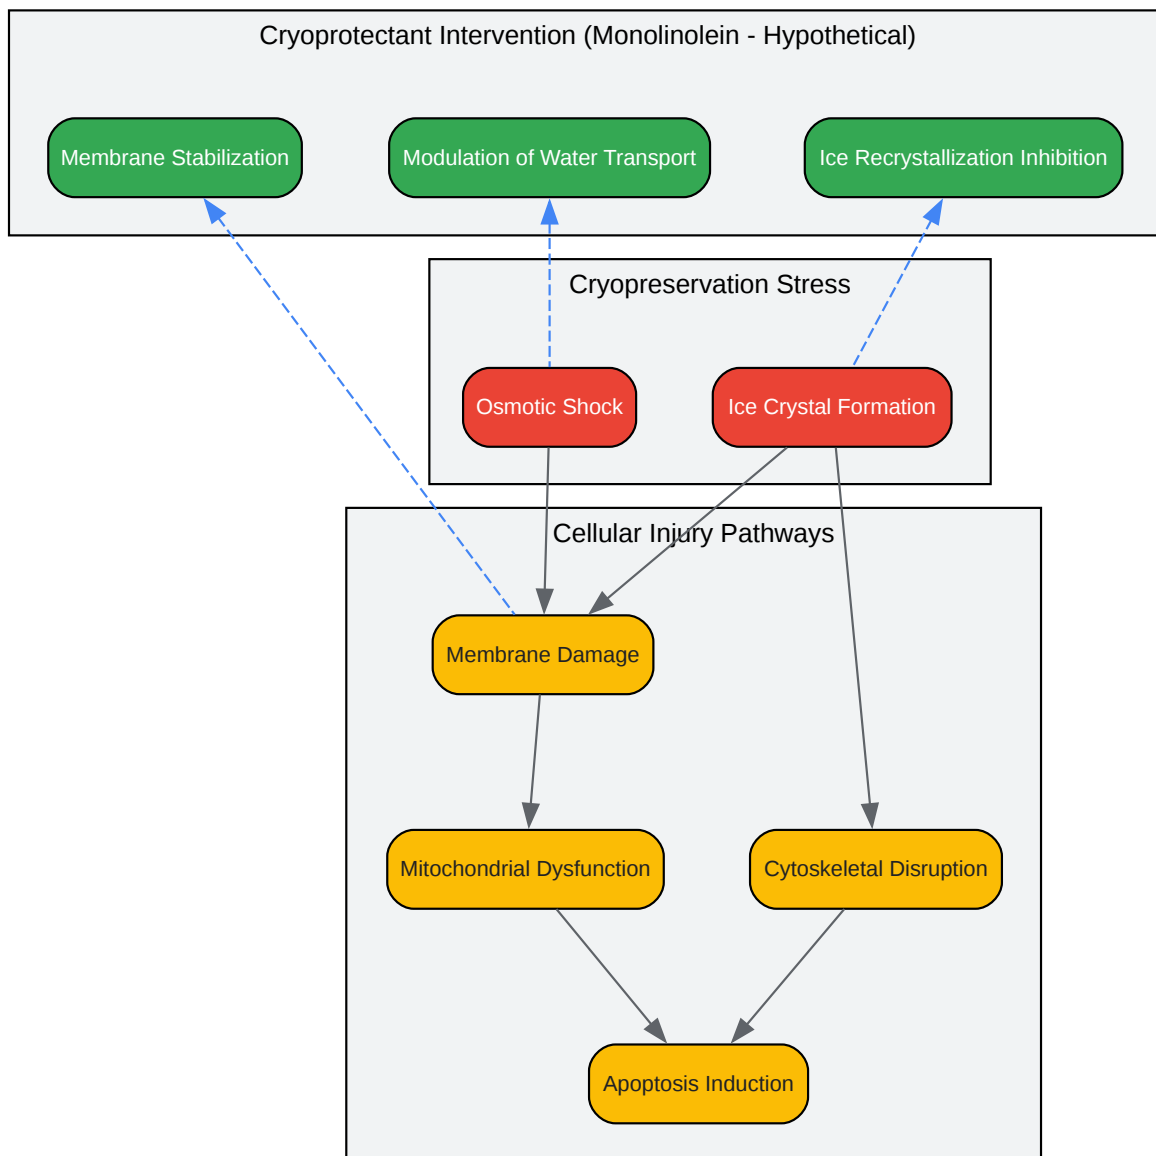 Cryoprotectant Intervention (Monolinolein - Hypothetical)
Membrane Stabilization
Modulation of Water Transport
Ice Recrystallization Inhibition
Cryopreservation Stress
Osmotic Shock
Ice Crystal Formation
Cellular Injury Pathways
Membrane Damage
Mitochondrial Dysfunction
Cytoskeletal Disruption
Apoptosis Induction